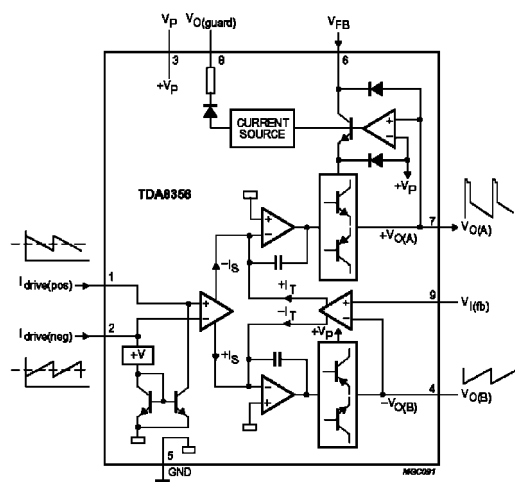 VP
VO(guard)
VFB
3
8
6
+VP
CURRENT
SOURCE
+
−
+VP
TDA8356
+
−
7
VO(A)
+VO(A)
−IS
Idrive(pos)
1
+IT
9
VI(fb)
+
−
+
−
−IT
Idrive(neg)
2
+VP
+V
+IS
4
VO(B)
−VO(B)
−
+
5
GND
MGC091